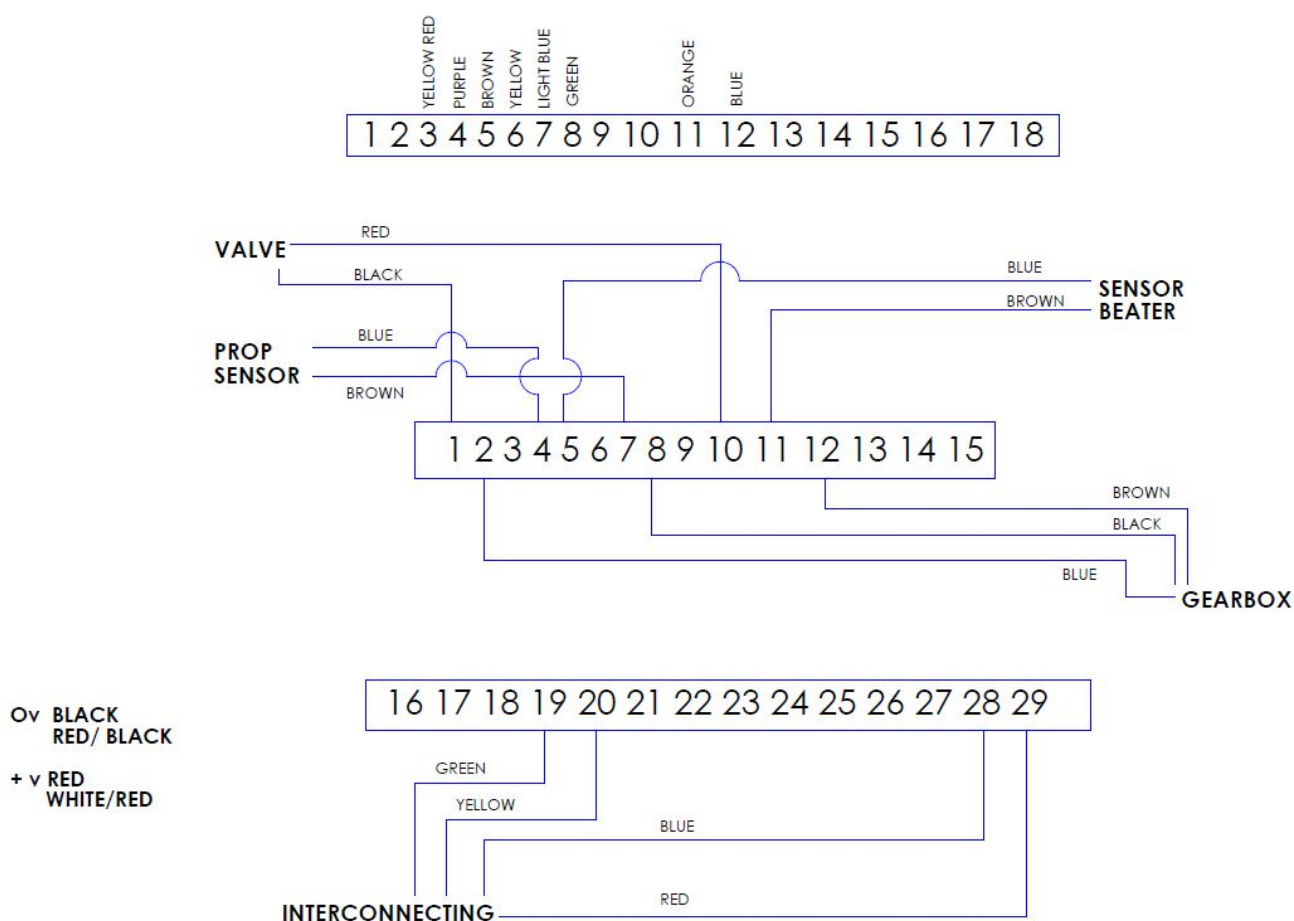 YELLOW RED
PURPLE
BROWN
YELLOW
LIGHT BLUE
GREEN
ORANGE
BLUE
1 2 3 4 5 6 7 8 9 10 11 12 13 14 15 16 17 18
VALVE
RED
BLACK
BLUE
BROWN
SENSOR
BEATER
PROP
SENSOR
BLUE
BROWN
1 2 3 4 5 6 7 8 9 10 11 12 13 14 15
BROWN
BLACK
BLUE
GEARBOX
16 17 18 19 20 21 22 23 24 25 26 27 28 29
Ov BLACK
RED/ BLACK
+ v RED
WHITE/RED
GREEN
YELLOW
BLUE
RED
INTERCONNECTING